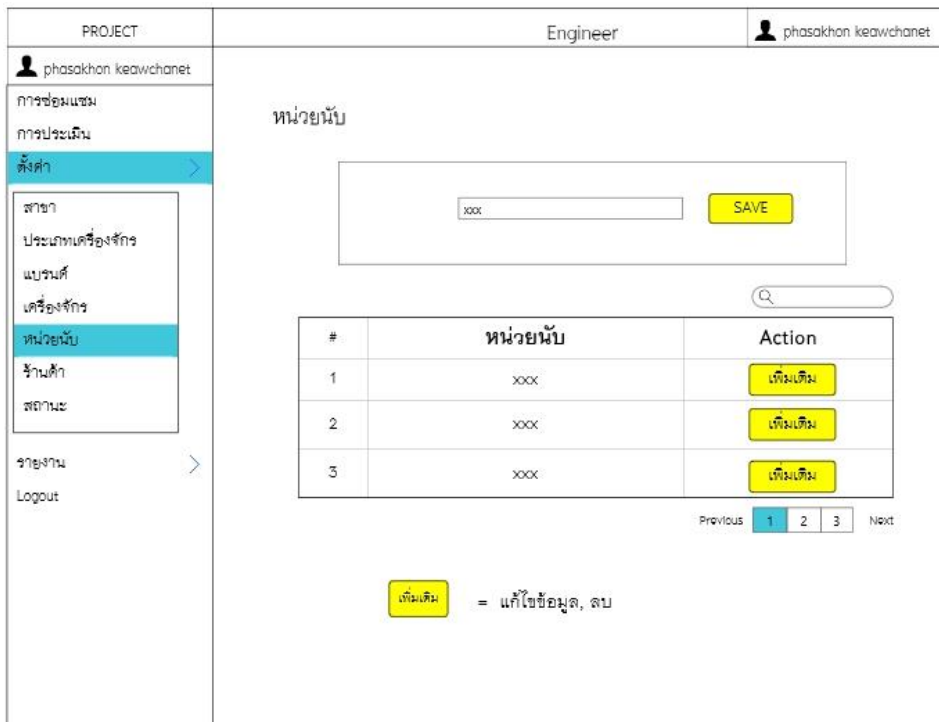 PROJECT
Engineer
phasakhon keawchanet
phasakhon keawchanet
การซ่อมแซม
การประเมิน
ตั้งค่า
สาขา
ประเภทเครื่องจักร
แบรนด์
เครื่องจักร
หน่วยนับ
ร้านค้า
สถานะ
รายงาน
Logout
หน่วยนับ
xxx
SAVE
# หน่วยนับ Action
1 xxx เพิ่มเติม
2 xxx เพิ่มเติม
3 xxx เพิ่มเติม
Previous 1 2 3 Next
เพิ่มเติม = แก้ไขข้อมูล, ลบ